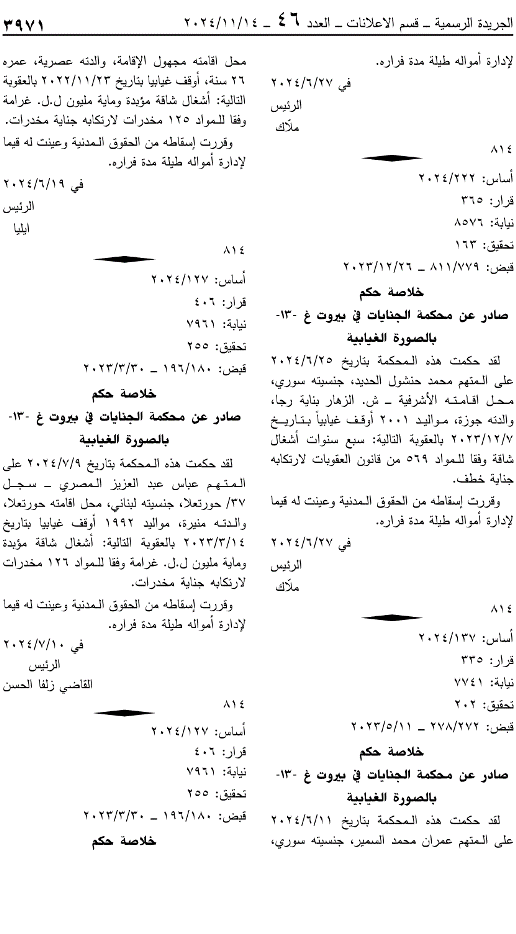 الجريدة الرسمية ــ قسم الاعلانات ــ العدد ٤٦ ــ ٢٠٢٤/١١/١٤
٣٩٧١
لإدارة أمواله طيلة مدة فراره.
في ٢٠٢٤/٦/٢٧
الرئيس
ملّاك
٨١٤
أساس: ٢٠٢٤/٢٢٢
قرار: ٣٦٥
نيابة: ٨٥٧٦
تحقيق: ١٦٣
قبض: ٨١١/٧٧٩ ــ ٢٠٢٣/١٢/٢٦
خلاصة حكم
صادر عن محكمة الجنايات في بيروت غ -١٣-
بالصورة الغيابية
لقد حكمت هذه المحكمة بتاريخ ٢٠٢٤/٦/٢٥
على المتهم محمد حنشول الحديد، جنسيته سوري،
محل اقامته الأشرفية ــ ش. الزهار بناية رجا،
والدته جوزة، مواليد ٢٠٠١ أوقف غيابياً بتاريخ
٢٠٢٣/١٢/٧ بالعقوبة التالية: سبع سنوات أشغال
شاقة وفقا للمواد ٥٦٩ من قانون العقوبات لارتكابه
جناية خطف.
وقررت إسقاطه من الحقوق المدنية وعينت له قيما
لإدارة أمواله طيلة مدة فراره.
في ٢٠٢٤/٦/٢٧
الرئيس
ملّاك
٨١٤
أساس: ٢٠٢٤/١٣٧
قرار: ٣٣٥
نيابة: ٧٧٤١
تحقيق: ٢٠٢
قبض: ٢٧٨/٢٧٢ ــ ٢٠٢٣/٥/١١
خلاصة حكم
صادر عن محكمة الجنايات في بيروت غ -١٣-
بالصورة الغيابية
لقد حكمت هذه المحكمة بتاريخ ٢٠٢٤/٦/١١
على المتهم عمران محمد السمير، جنسيته سوري،
محل اقامته مجهول الإقامة، والدته عصرية، عمره
٢٦ سنة، أوقف غيابيا بتاريخ ٢٠٢٢/١١/٢٣ بالعقوبة
التالية: أشغال شاقة مؤبدة وماية مليون ل.ل. غرامة
وفقا للمواد ١٢٥ مخدرات لارتكابه جناية مخدرات.
وقررت إسقاطه من الحقوق المدنية وعينت له قيما
لإدارة أمواله طيلة مدة فراره.
في ٢٠٢٤/٦/١٩
الرئيس
ايليا
٨١٤
أساس: ٢٠٢٤/١٢٧
قرار: ٤٠٦
نيابة: ٧٩٦١
تحقيق: ٢٥٥
قبض: ١٩٦/١٨٠ ــ ٢٠٢٣/٣/٣٠
خلاصة حكم
صادر عن محكمة الجنايات في بيروت غ -١٣-
بالصورة الغيابية
لقد حكمت هذه المحكمة بتاريخ ٢٠٢٤/٧/٩ على
المتهم عباس عبد العزيز المصري ــ سجل
٣٧/ حورتعلا، جنسيته لبناني، محل اقامته حورتعلا،
والدته منيرة، مواليد ١٩٩٢ أوقف غيابيا بتاريخ
٢٠٢٣/٣/١٤ بالعقوبة التالية: أشغال شاقة مؤبدة
وماية مليون ل.ل. غرامة وفقا للمواد ١٢٦ مخدرات
لارتكابه جناية مخدرات.
وقررت إسقاطه من الحقوق المدنية وعينت له قيما
لإدارة أمواله طيلة مدة فراره.
في ٢٠٢٤/٧/١٠
الرئيس
القاضي زلفا الحسن
٨١٤
أساس: ٢٠٢٤/١٢٧
قرار: ٤٠٦
نيابة: ٧٩٦١
تحقيق: ٢٥٥
قبض: ١٩٦/١٨٠ ــ ٢٠٢٣/٣/٣٠
خلاصة حكم